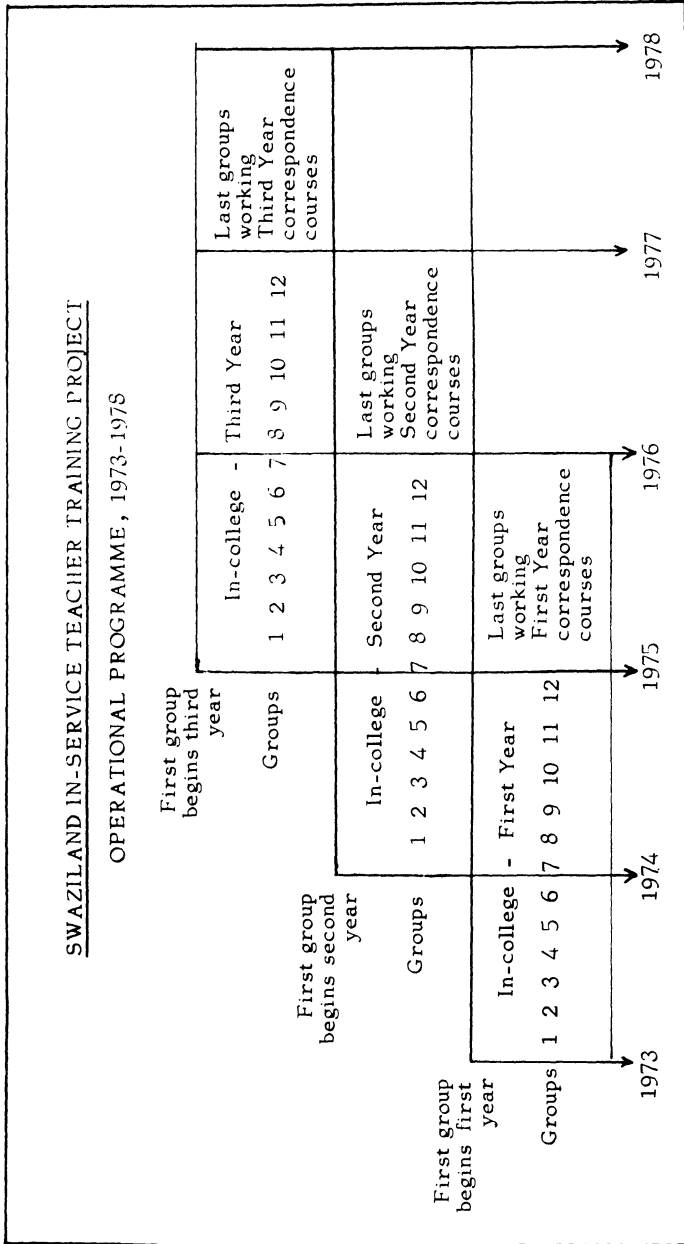 SWAZILAND IN-SERVICE TEACHER TRAINING PROJECT
OPERATIONAL PROGRAMME, 1973-1978
First group
begins third
year
In-college - Third Year
Groups
1 2 3 4 5 6 7 8 9 10 11 12
Last groups
working
Third Year
correspondence
courses
First group
begins second
year
In-college - Second Year
Groups
1 2 3 4 5 6 7 8 9 10 11 12
Last groups
working
Second Year
correspondence
courses
First group
begins first
year
In-college - First Year
Groups
1 2 3 4 5 6 7 8 9 10 11 12
Last groups
working
First Year
correspondence
courses
1973 1974 1975 1976 1977 1978